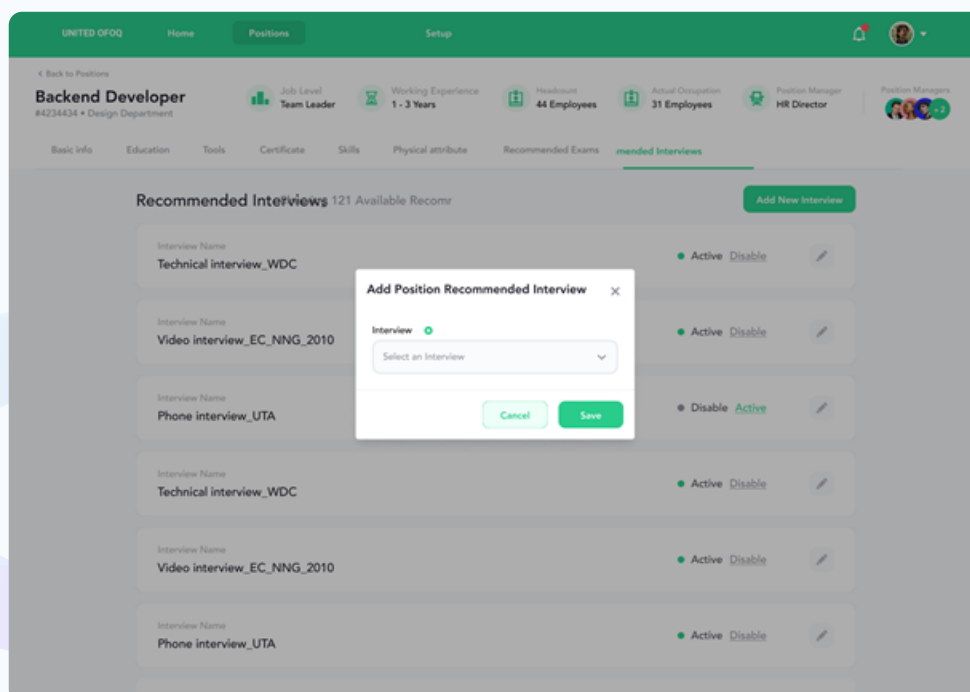 UNITED OFOQ Home Positions Setup
Back to Positions
Backend Developer
#4234434 • Design Department
Job Level
Team Leader
Working Experience
1 - 3 Years
Headcount
44 Employees
Actual Occupation
31 Employees
Position Manager
HR Director
Position Managers
+2
Basic info Education Tools Certificate Skills Physical attribute Recommended Exams mended Interviews
Recommended Interviews 121 Available Recomr
Add New Interview
Interview Name
Technical interview_WDC
Active Disable
Interview Name
Video interview_EC_NNG_2010
Active Disable
Interview Name
Phone interview_UTA
Disable Active
Interview Name
Technical interview_WDC
Active Disable
Interview Name
Video interview_EC_NNG_2010
Active Disable
Interview Name
Phone interview_UTA
Active Disable
Add Position Recommended Interview
Interview
Select an Interview
Cancel Save